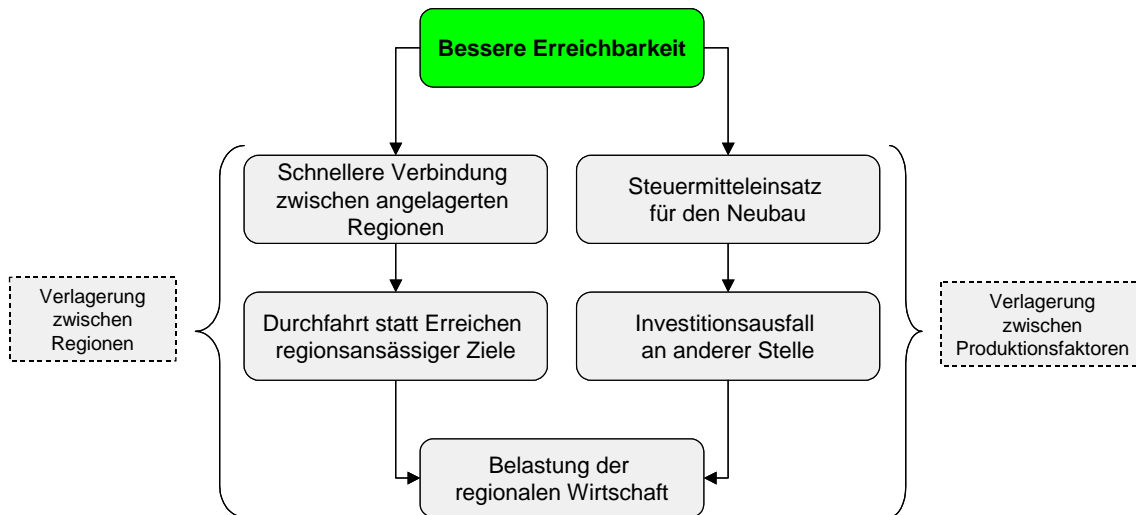 Bessere Erreichbarkeit
Schnellere Verbindung
zwischen angelagerten
Regionen
Steuermitteleinsatz
für den Neubau
Verlagerung
zwischen
Regionen
Durchfahrt statt Erreichen
regionsansässiger Ziele
Investitionsausfall
an anderer Stelle
Verlagerung
zwischen
Produktionsfaktoren
Belastung der
regionalen Wirtschaft